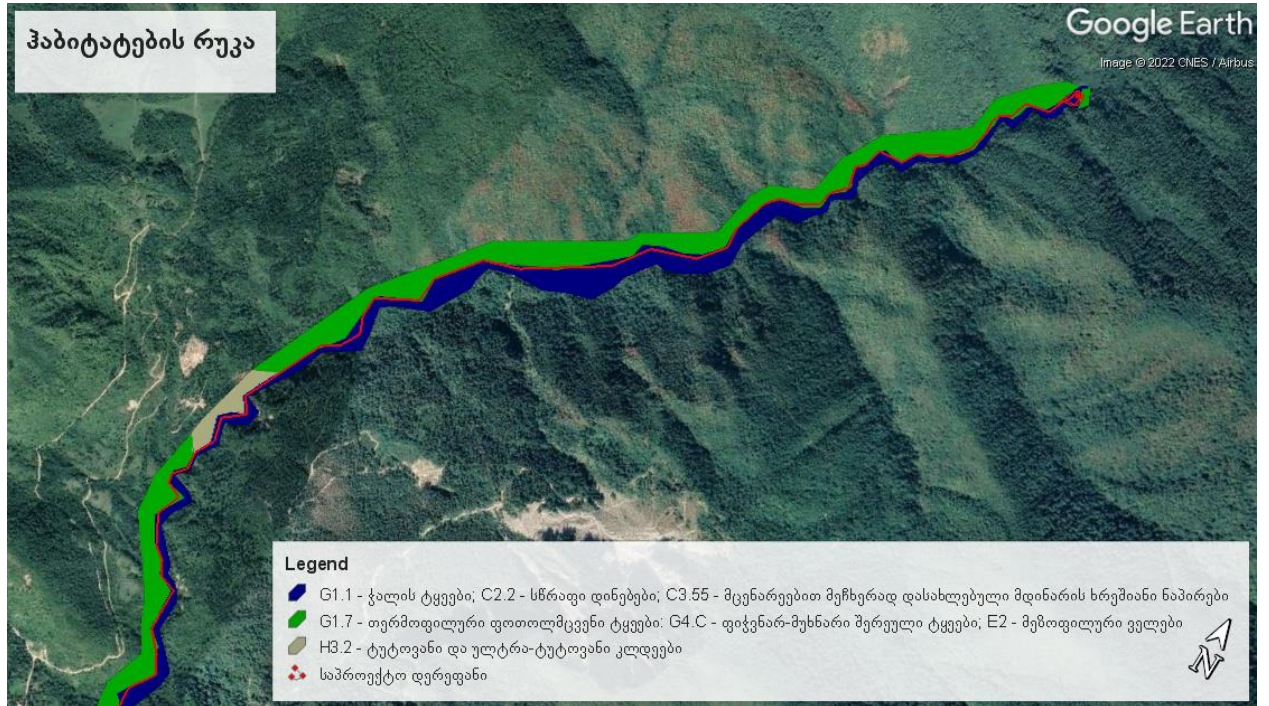 ჰაბიტატების რუკა
Google Earth
Image © 2022 CNES / Airbus
Legend
G1.1 - ჭალის ტყეები; C2.2 - სწრაფი დინებები; C3.55 - მცენარეებით მეჩხერად დასახლებული მდინარის ხრეშიანი ნაპირები
G1.7 - თერმოფილური ფოთოლმცვენი ტყეები: G4.C - ფიჭვნარ-მუხნარი შერეული ტყეები; E2 - მეზოფილური ველები
H3.2 - ტუტოვანი და ულტრა-ტუტოვანი კლდეები
საპროექტო დერეფანი
N